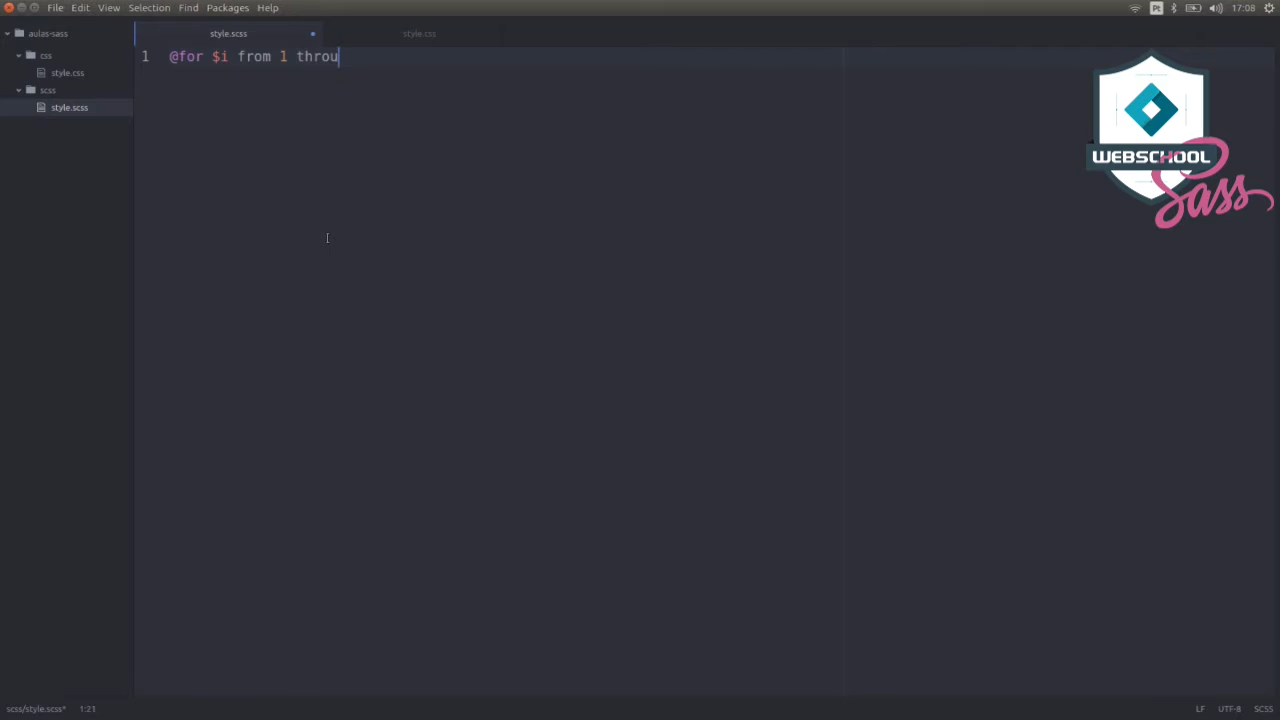 File Edit View Selection Find Packages Help
Pt
17:08
aulas-sass
css
style.css
scss
style.scss
style.scss
style.css
1 @for $i from 1 throu
WEBSCHOOL
Sass
scss/style.scss* 1:21
LF UTF-8 SCSS